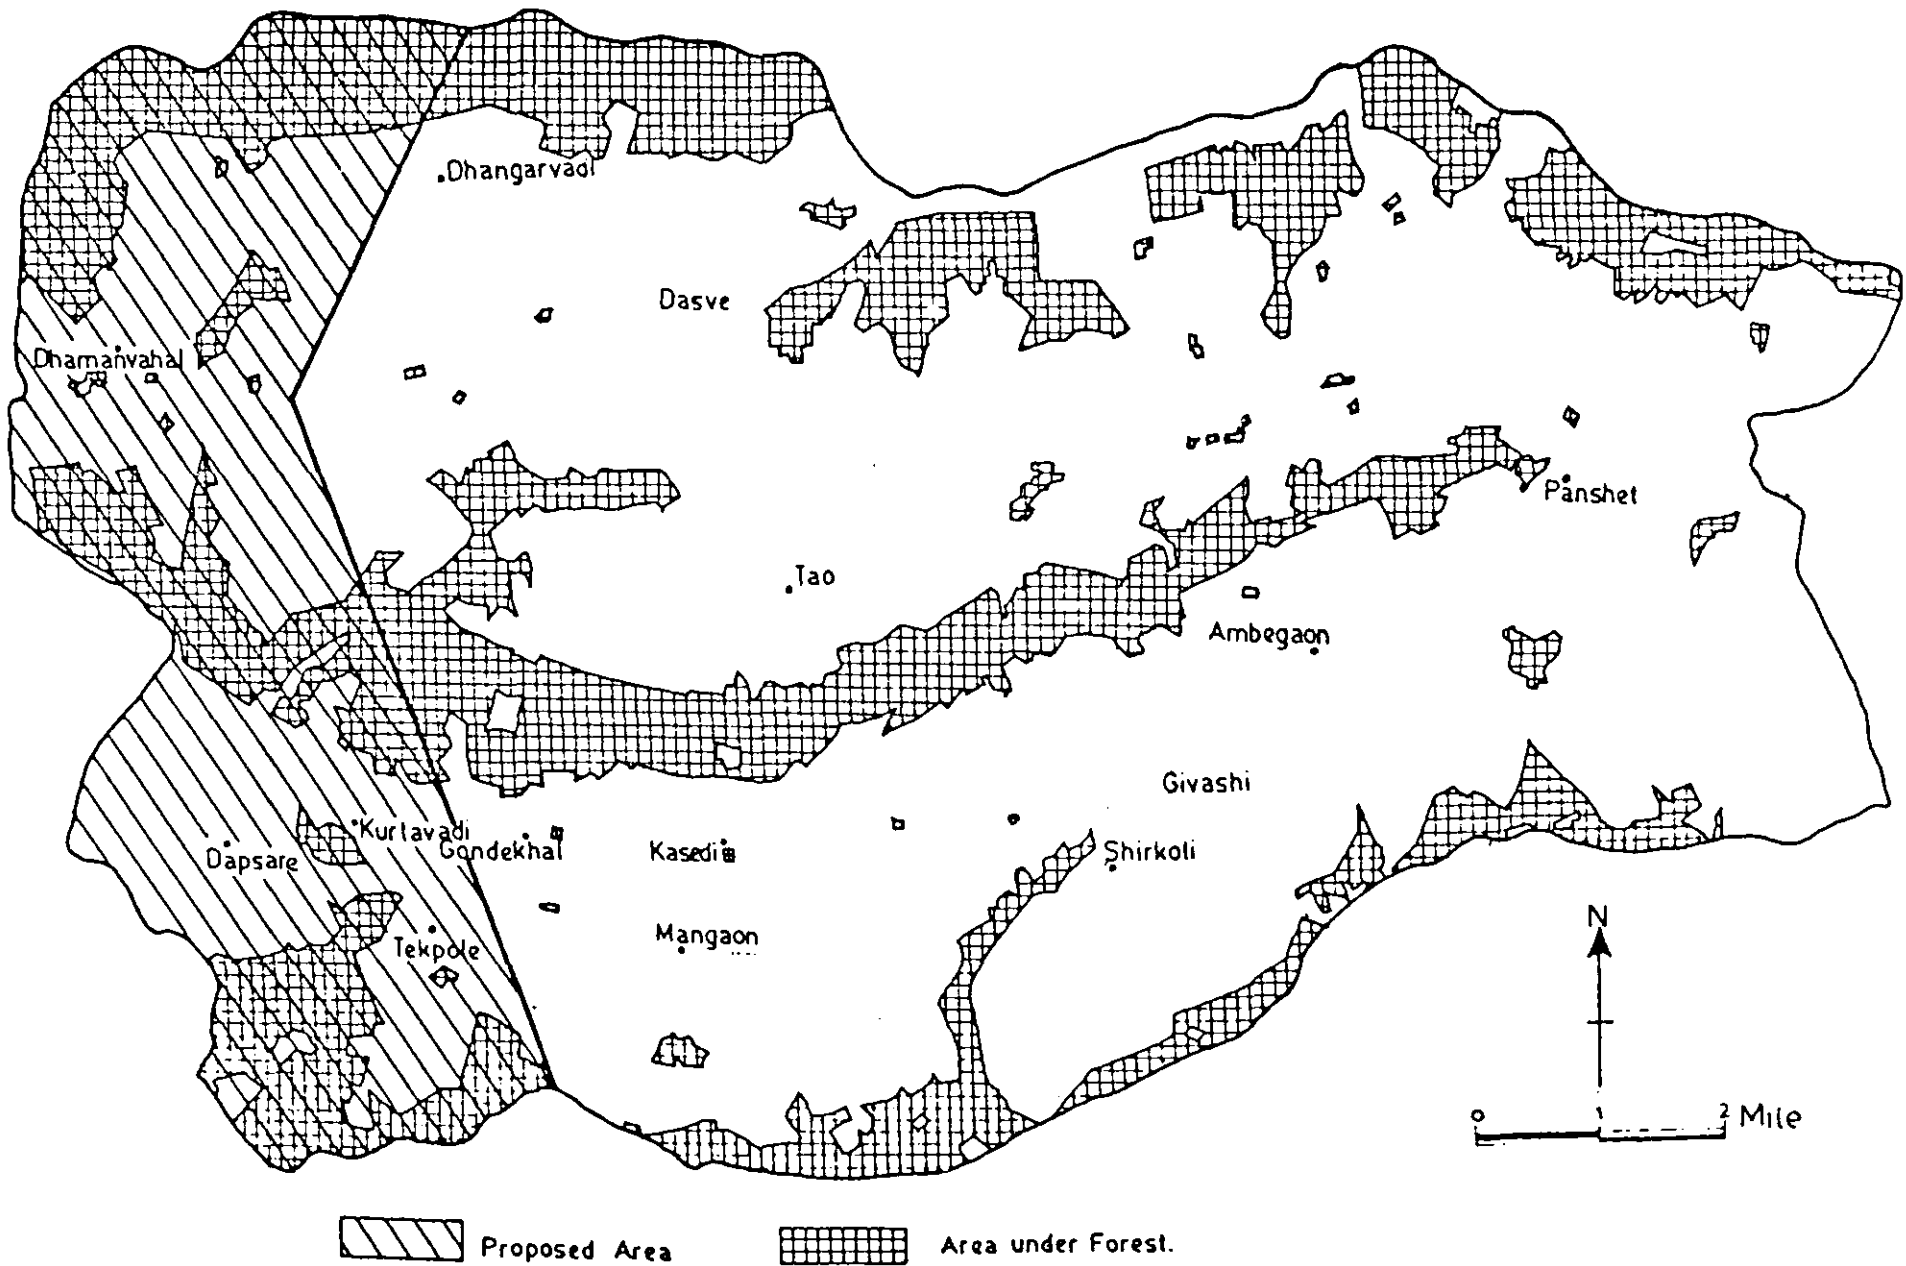 Dhangarvadi
Dasve
Dhamanvahal
Panshet
Tao
Ambegaon
Givashi
Kurtavadi
Gondekhal
Kasedi
Shirkoli
Dapsare
Mangaon
Tekpole
N
0 1 2 Mile
Proposed Area
Area under Forest.